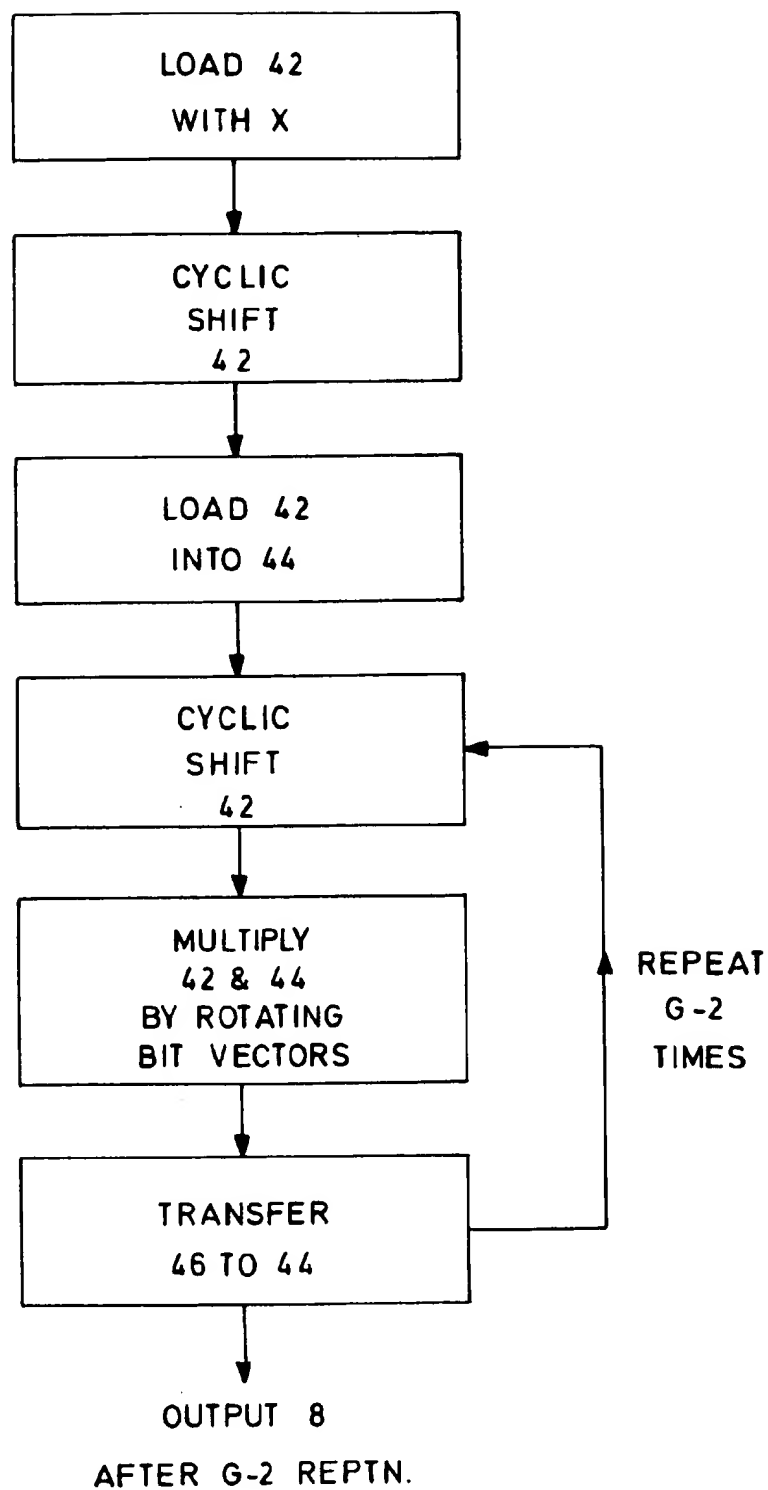 LOAD 42
WITH X
CYCLIC
SHIFT
42
LOAD 42
INTO 44
CYCLIC
SHIFT
42
MULTIPLY
42 & 44
BY ROTATING
BIT VECTORS
REPEAT
G-2
TIMES
TRANSFER
46 TO 44
OUTPUT 8
AFTER G-2 REPTN.